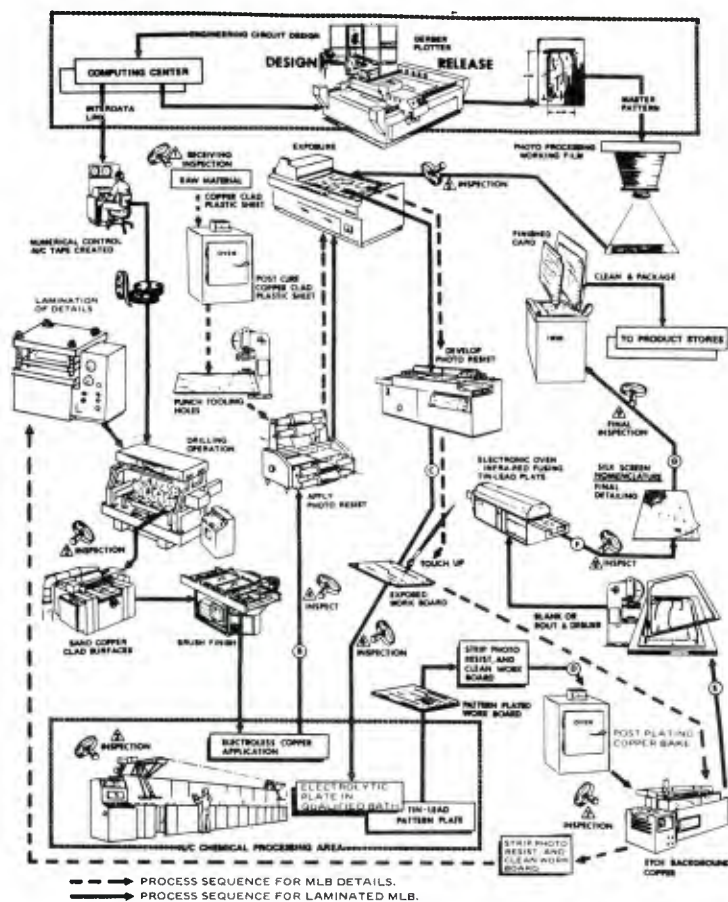 ENGINEERING CIRCUIT DESIGN
GERBER
PLOTTER
DESIGN
RELEASE
COMPUTING CENTER
INTERDATA
LINK
MASTER
PATTERN
RECEIVING
INSPECTION
RAW MATERIAL
COPPER CLAD
PLASTIC SHEET
EXPOSURE
INSPECTION
PHOTO PROCESSING
WORKING FILM
NUMERICAL CONTROL
N/C TAPE CREATED
OVEN
POST CURE
COPPER CLAD
PLASTIC SHEET
FINISHED
CARD
CLEAN & PACKAGE
TO PRODUCT STORES
LAMINATION
OF DETAILS
PUNCH TOOLING
HOLES
DEVELOP
PHOTO RESIST
FINAL
INSPECTION
DRILLING
OPERATION
APPLY
PHOTO RESIST
C
ELECTRONIC OVEN
INFRA-RED FUSING
TIN-LEAD PLATE
SILK SCREEN
NOMENCLATURE
FINAL
DETAILING
G
INSPECTION
TOUCH UP
F
INSPECT
SAND COPPER
CLAD SURFACES
BRUSH FINISH
INSPECT
B
EXPOSED
WORK BOARD
BLANK OR
ROUT & DEBURR
INSPECTION
STRIP PHOTO
RESIST, AND
CLEAN WORK
BOARD
D
PATTERN PLATED
WORK BOARD
E
OVEN
POST PLATING
COPPER BAKE
INSPECTION
ELECTROLESS COPPER
APPLICATION
ELECTROLYTIC
PLATE IN
QUALIFIED BATH
TIN-LEAD
PATTERN PLATE
N/C CHEMICAL PROCESSING AREA
INSPECTION
STRIP PHOTO
RESIST, AND
CLEAN WORK
BOARD
ETCH BACKGROUND
COPPER
PROCESS SEQUENCE FOR MLB DETAILS.
PROCESS SEQUENCE FOR LAMINATED MLB.